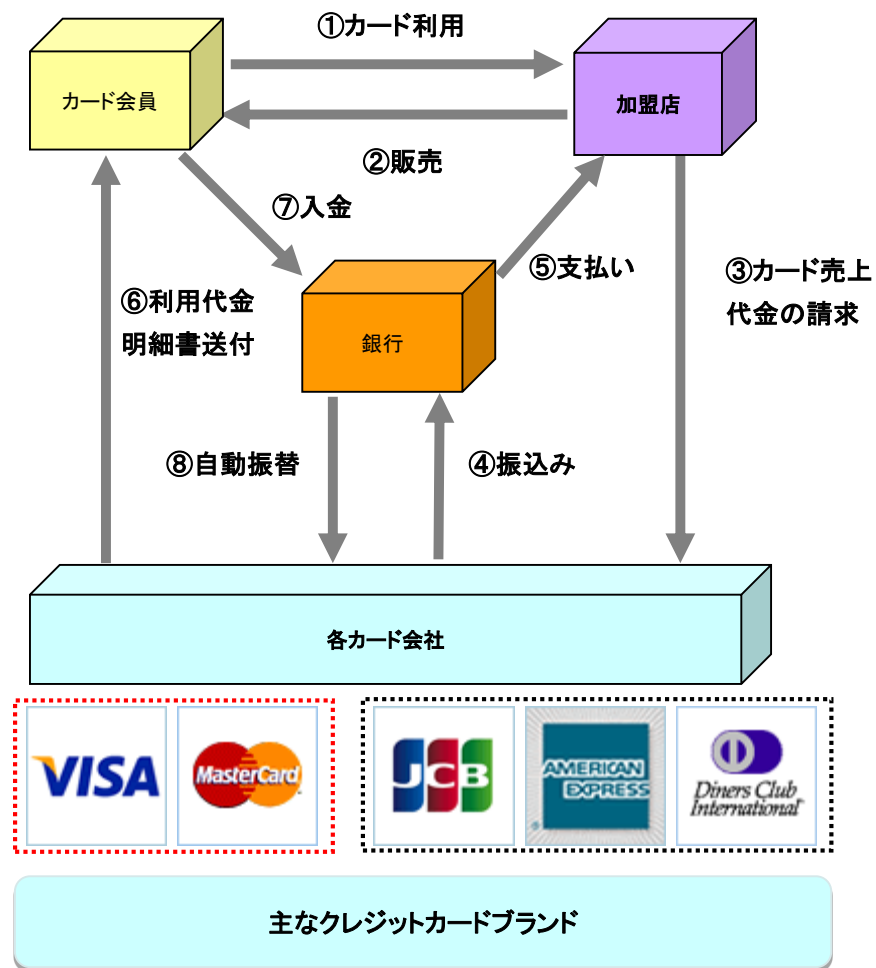 ①カード利用
カード会員
加盟店
②販売
⑦入金
⑤支払い
③カード売上
代金の請求
⑥利用代金
明細書送付
銀行
⑧自動振替
④振込み
各カード会社
VISA
MasterCard
JCB
AMERICAN
EXPRESS
Diners Club
International
主なクレジットカードブランド